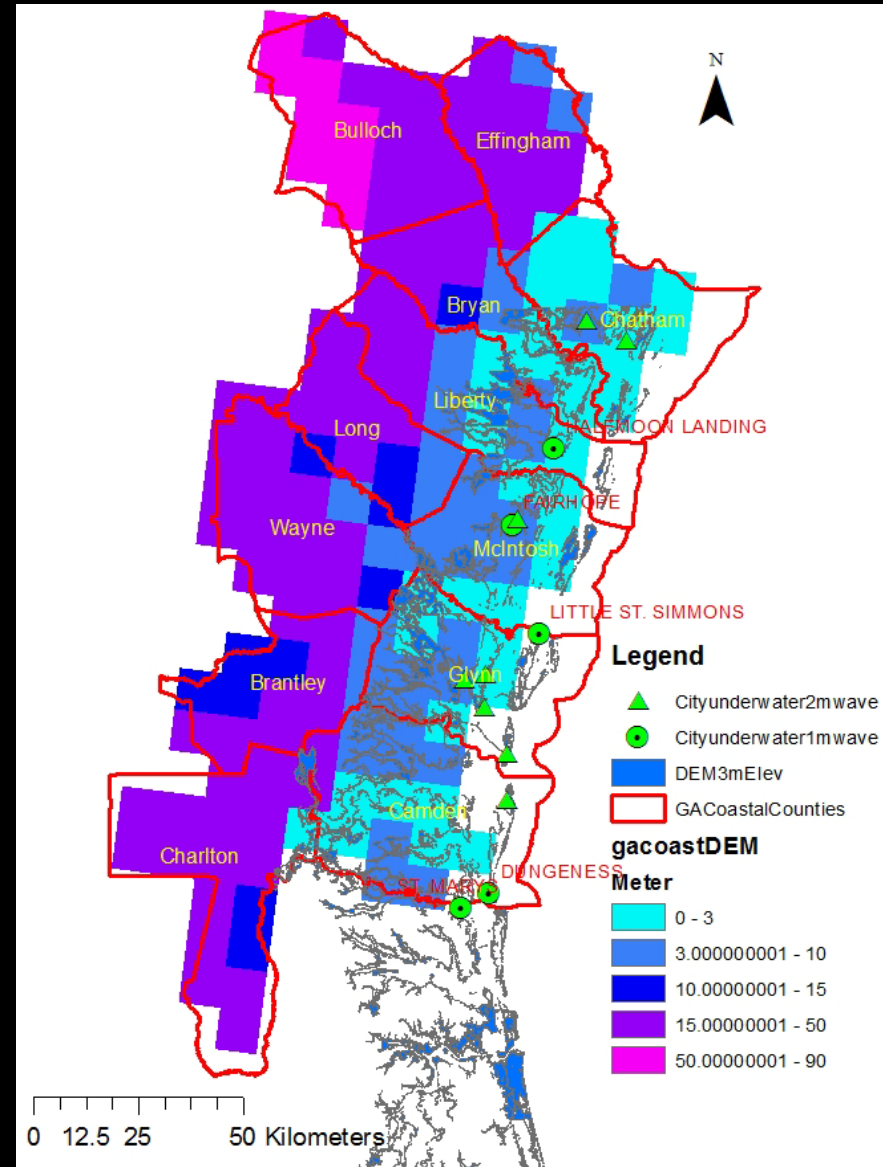 N
Bulloch
Effingham
Bryan
Chatham
Liberty
HALFMOON LANDING
Long
FAIRHOPE
Wayne
McIntosh
LITTLE ST. SIMMONS
Glynn
Brantley
Camden
Charlton
DUNGENESS
ST. MARYS
Legend
Cityunderwater2mwave
Cityunderwater1mwave
DEM3mElev
GACoastalCounties
gacoastDEM
Meter
0 - 3
3.000000001 - 10
10.00000001 - 15
15.00000001 - 50
50.00000001 - 90
0 12.5 25 50 Kilometers